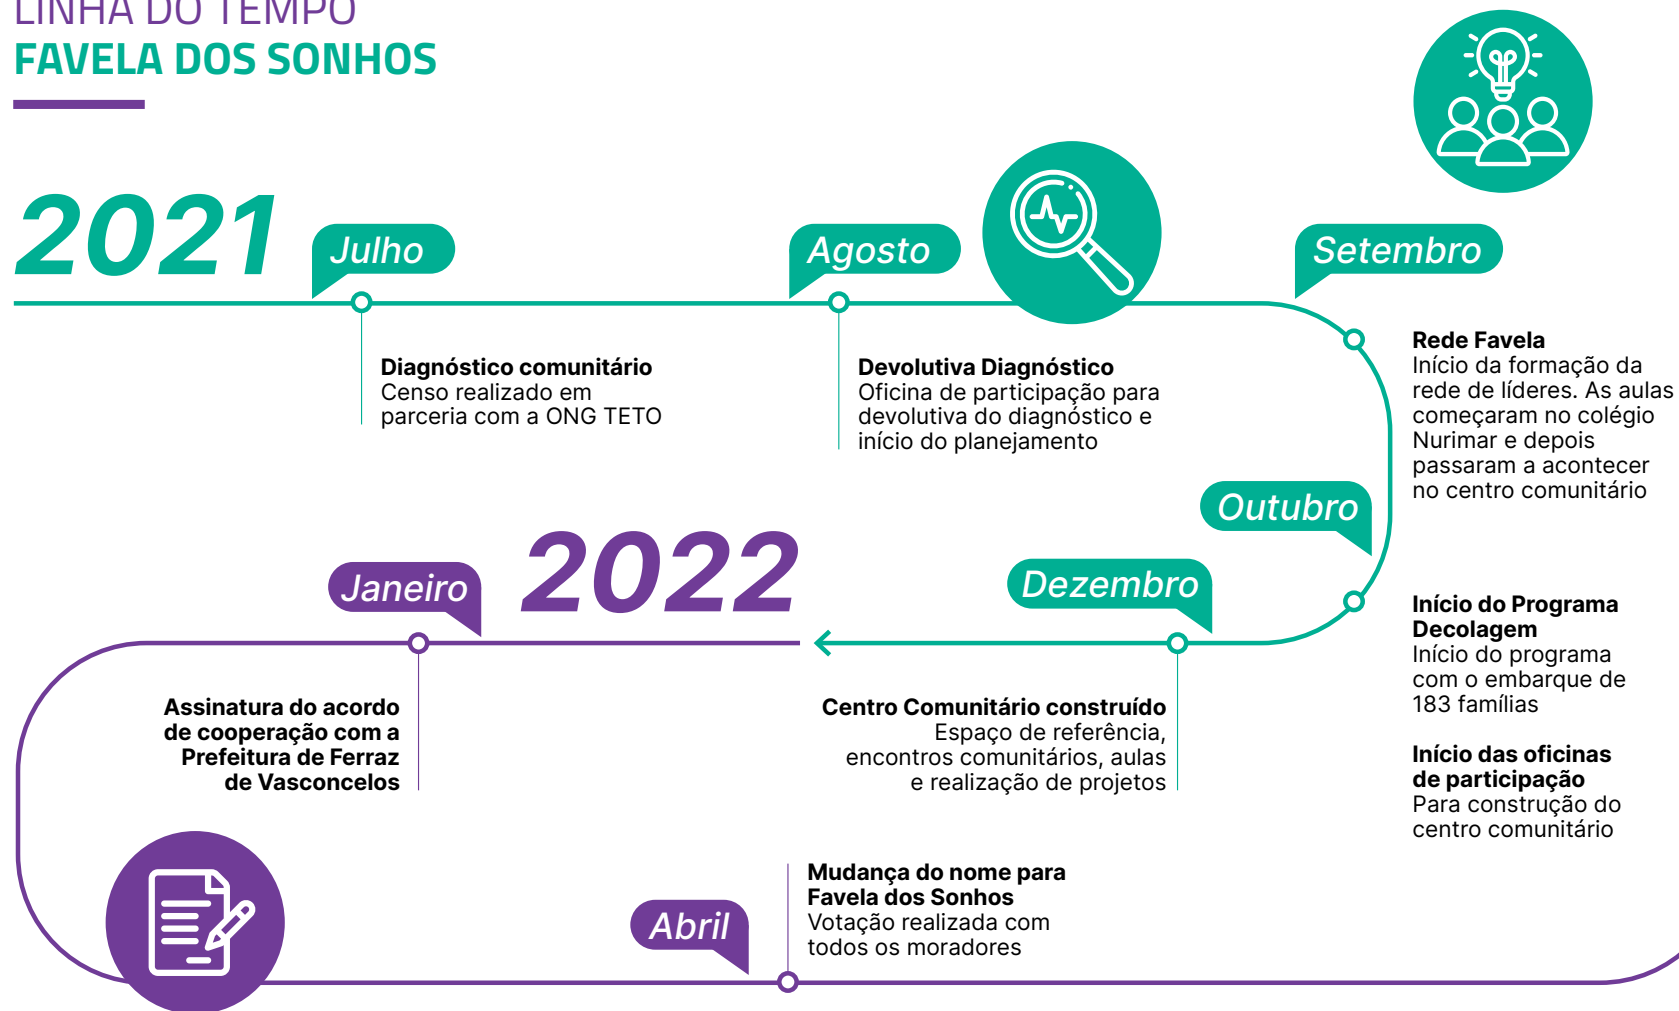 LINHA DO TEMPO
FAVELA DOS SONHOS
2021
Julho
Diagnóstico comunitário
Censo realizado em
parceria com a ONG TETO
Agosto
Devolutiva Diagnóstico
Oficina de participação para
devolutiva do diagnóstico e
início do planejamento
Setembro
Rede Favela
Início da formação da
rede de líderes. As aulas
começaram no colégio
Nurimar e depois
passaram a acontecer
no centro comunitário
Outubro
Início do Programa
Decolagem
Início do programa
com o embarque de
183 famílias
Início das oficinas
de participação
Para construção do
centro comunitário
Dezembro
Centro Comunitário construído
Espaço de referência,
encontros comunitários, aulas
e realização de projetos
2022
Janeiro
Assinatura do acordo
de cooperação com a
Prefeitura de Ferraz
de Vasconcelos
Abril
Mudança do nome para
Favela dos Sonhos
Votação realizada com
todos os moradores